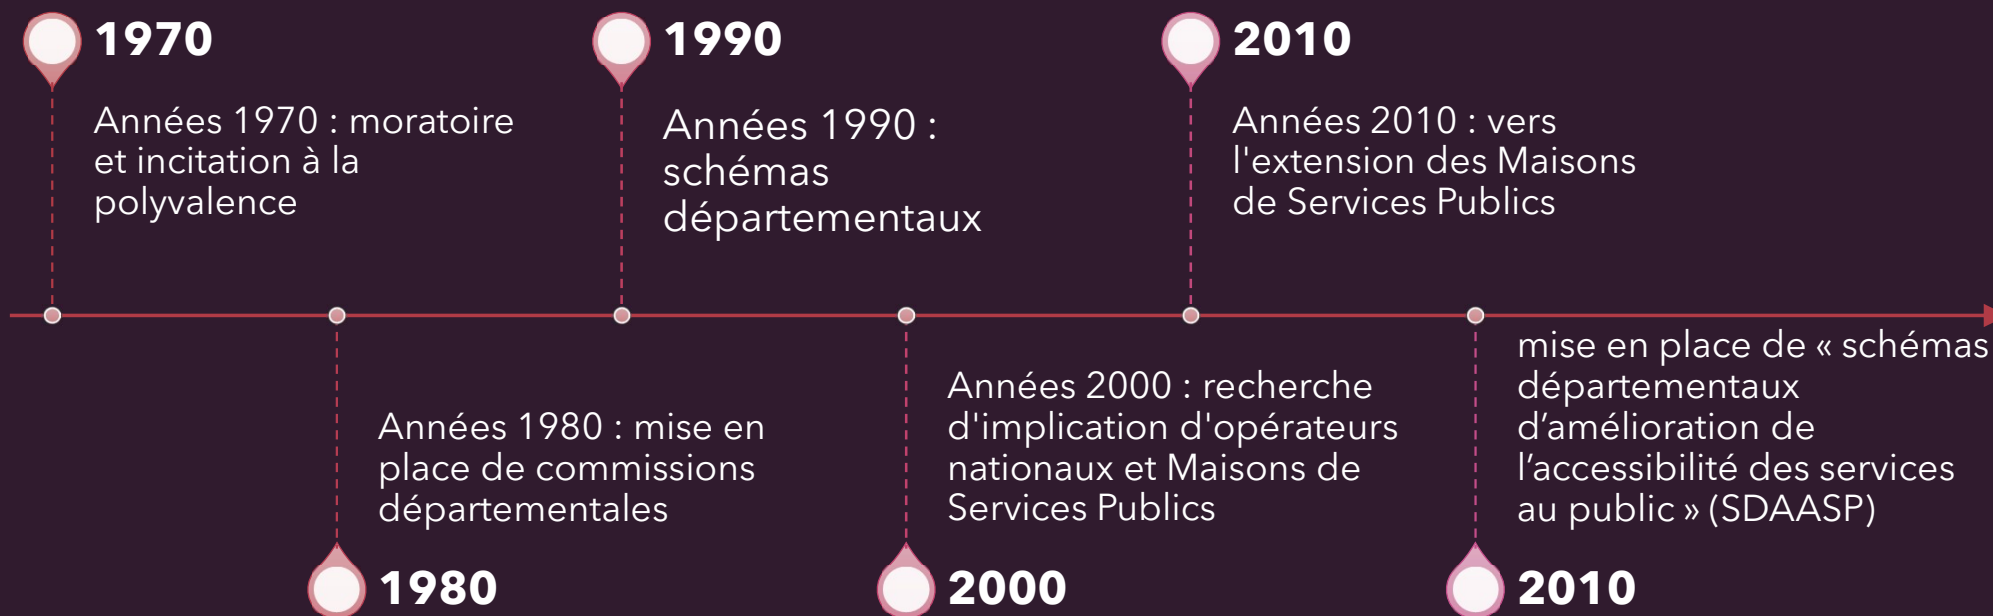 1970
Années 1970 : moratoire
et incitation à la
polyvalence
1980
Années 1980 : mise en
place de commissions
départementales
1990
Années 1990 :
schémas
départementaux
2000
Années 2000 : recherche
d'implication d'opérateurs
nationaux et Maisons de
Services Publics
2010
Années 2010 : vers
l'extension des Maisons
de Services Publics
2010
mise en place de « schémas
départementaux
d’amélioration de
l’accessibilité des services
au public » (SDAASP)